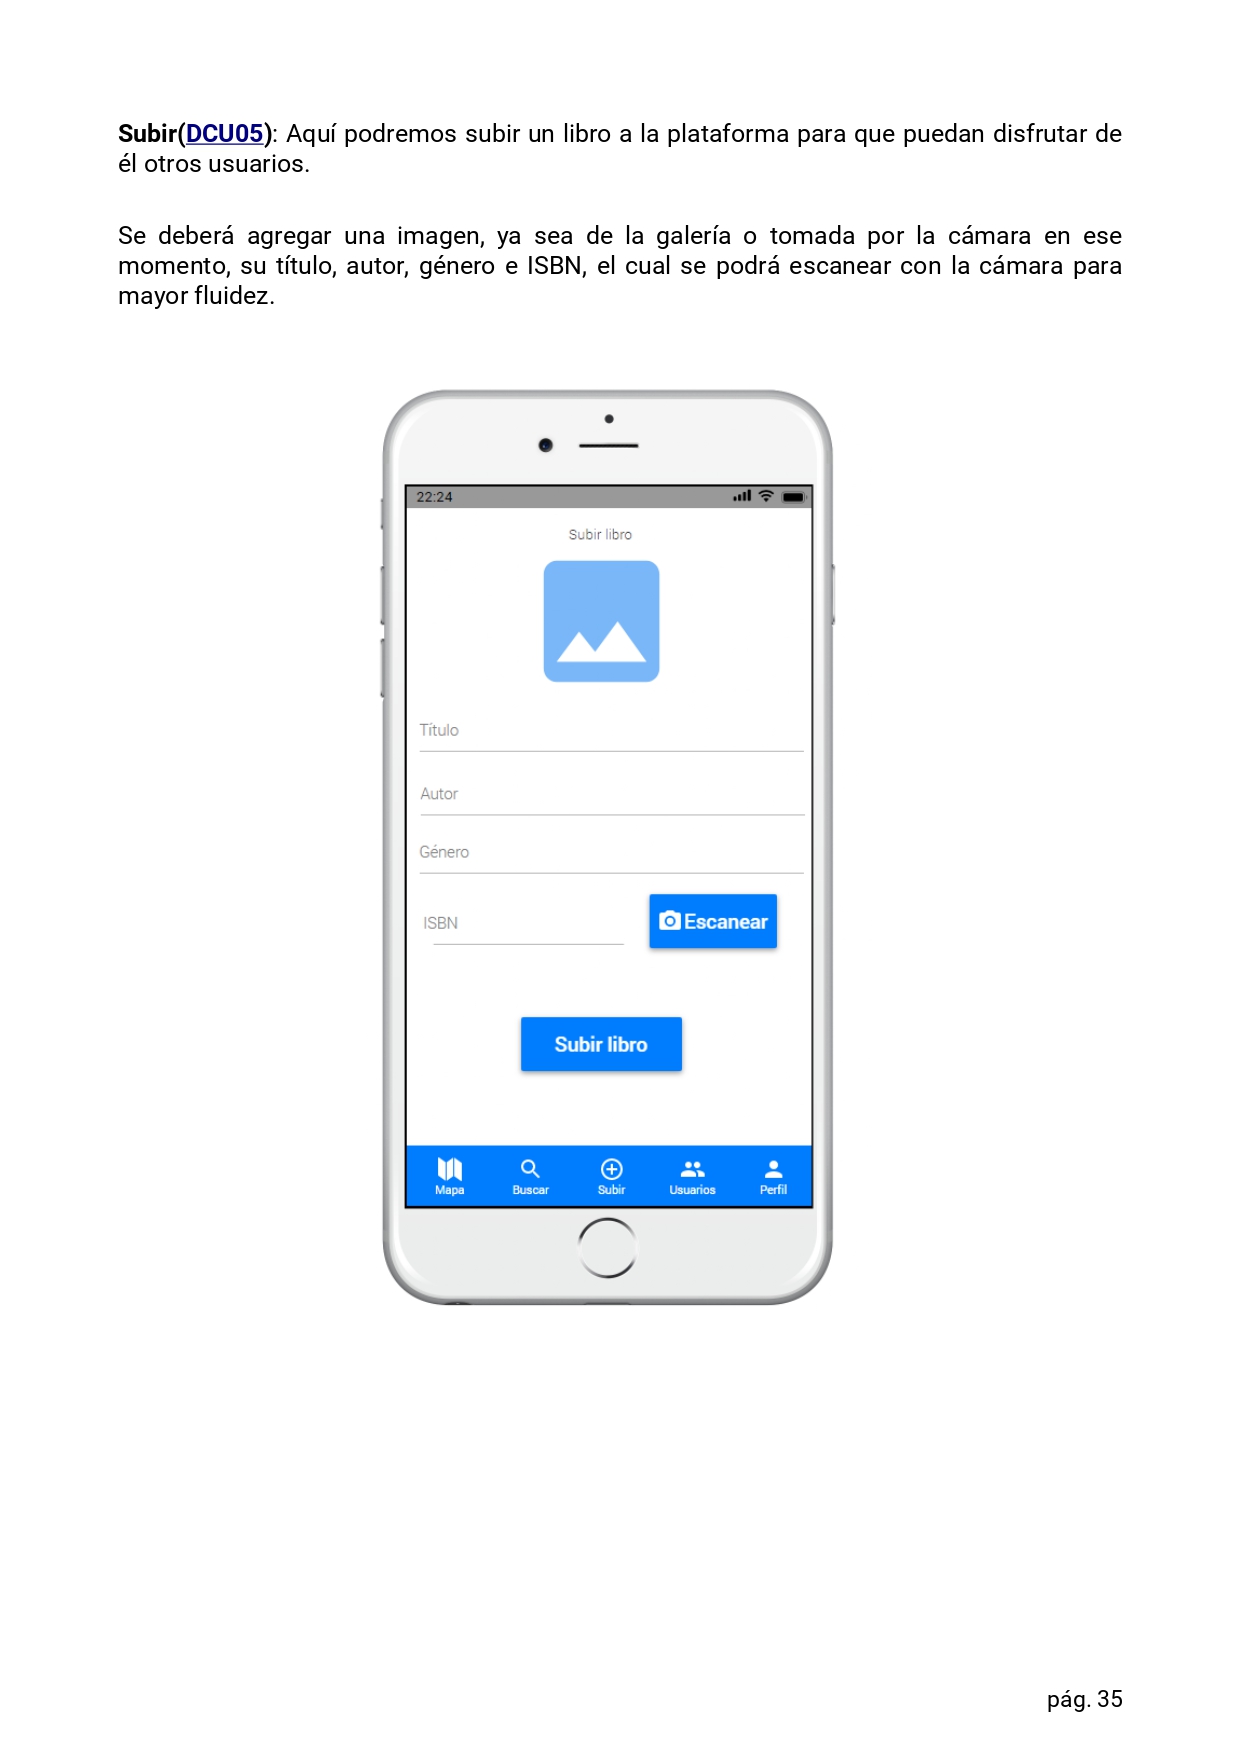 Subir(DCU05): Aquí podremos subir un libro a la plataforma para que puedan disfrutar de
él otros usuarios.
Se deberá agregar una imagen, ya sea de la galería o tomada por la cámara en ese
momento, su título, autor, género e ISBN, el cual se podrá escanear con la cámara para
mayor fluidez.
22:24
Subir libro
Título
Autor
Género
ISBN
Escanear
Subir libro
Mapa Buscar Subir Usuarios Perfil
pág. 35